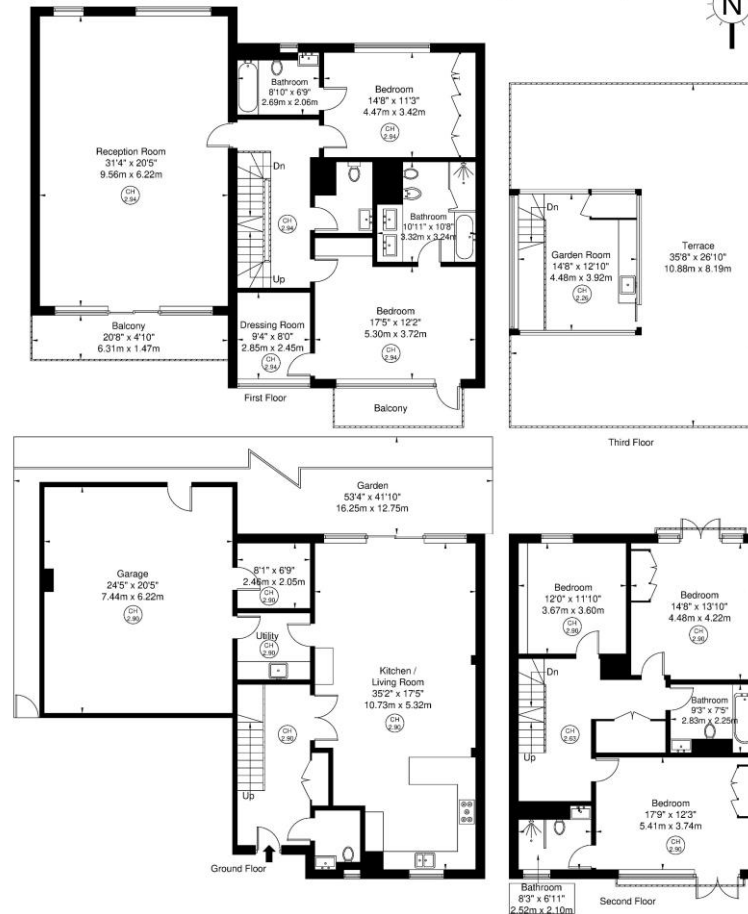 N
Reception Room
31'4" x 20'5"
9.56m x 6.22m
CH
2.94
Balcony
20'8" x 4'10"
6.31m x 1.47m
Bathroom
8'10" x 6'9"
2.69m x 2.06m
Bedroom
14'8" x 11'3"
4.47m x 3.42m
CH
2.94
Dn
CH
2.94
Up
Bathroom
10'11" x 10'8"
3.32m x 3.24m
Dressing Room
9'4" x 8'0"
2.85m x 2.45m
CH
2.94
Bedroom
17'5" x 12'2"
5.30m x 3.72m
CH
2.94
First Floor
Balcony
Dn
Garden Room
14'8" x 12'10"
4.48m x 3.92m
CH
2.26
Terrace
35'8" x 26'10"
10.88m x 8.19m
Third Floor
Garden
53'4" x 41'10"
16.25m x 12.75m
Garage
24'5" x 20'5"
7.44m x 6.22m
CH
2.90
8'1" x 6'9"
2.46m x 2.05m
CH
2.90
Utility
CH
2.90
Kitchen /
Living Room
35'2" x 17'5"
10.73m x 5.32m
CH
2.90
CH
2.90
Up
Ground Floor
Bedroom
12'0" x 11'10"
3.67m x 3.60m
CH
2.90
Bedroom
14'8" x 13'10"
4.48m x 4.22m
CH
2.90
Dn
CH
2.63
Up
Bathroom
9'3" x 7'5"
2.83m x 2.25m
Bedroom
17'9" x 12'3"
5.41m x 3.74m
CH
2.90
Bathroom
8'3" x 6'11"
2.52m x 2.10m
Second Floor